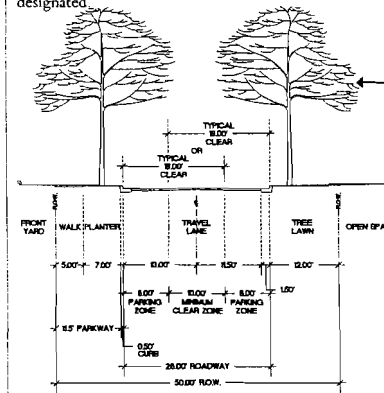 designated
TYPICAL
18.00'
CLEAR
OR
TYPICAL
18.00'
CLEAR
R.O.W.
R.O.W.
FRONT
YARD
WALK
PLANTER
TRAVEL
LANE
TREE
LAWN
OPEN SPA
5.00'
7.00'
13.00'
11.50'
12.00'
8.00'
PARKING
ZONE
10.00'
MINIMUM
CLEAR ZONE
8.00'
PARKING
ZONE
1.50'
11.5' PARKWAY
0.50'
CURB
26.00' ROADWAY
50.00' R.O.W.